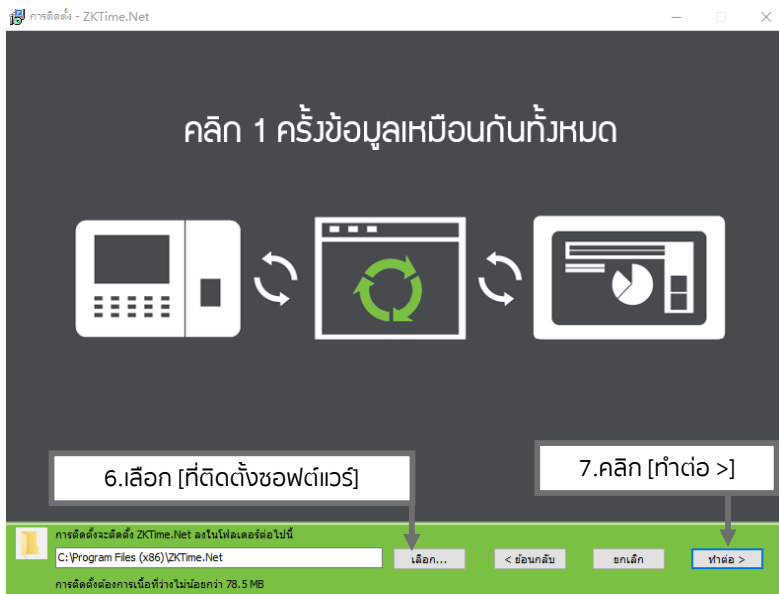 การติดตั้ง - ZKTime.Net
คลิก 1 ครั้งข้อมูลเหมือนกันทั้งหมด
6.เลือก [ที่ติดตั้งซอฟต์แวร์]
7.คลิก [ทำต่อ >]
การติดตั้งจะติดตั้ง ZKTime.Net ลงในโฟลเดอร์ต่อไปนี้
C:\Program Files (x86)\ZKTime.Net
เลือก...
< ย้อนกลับ
ยกเลิก
ทำต่อ >
การติดตั้งต้องการเนื้อที่ว่างไม่น้อยกว่า 78.5 MB